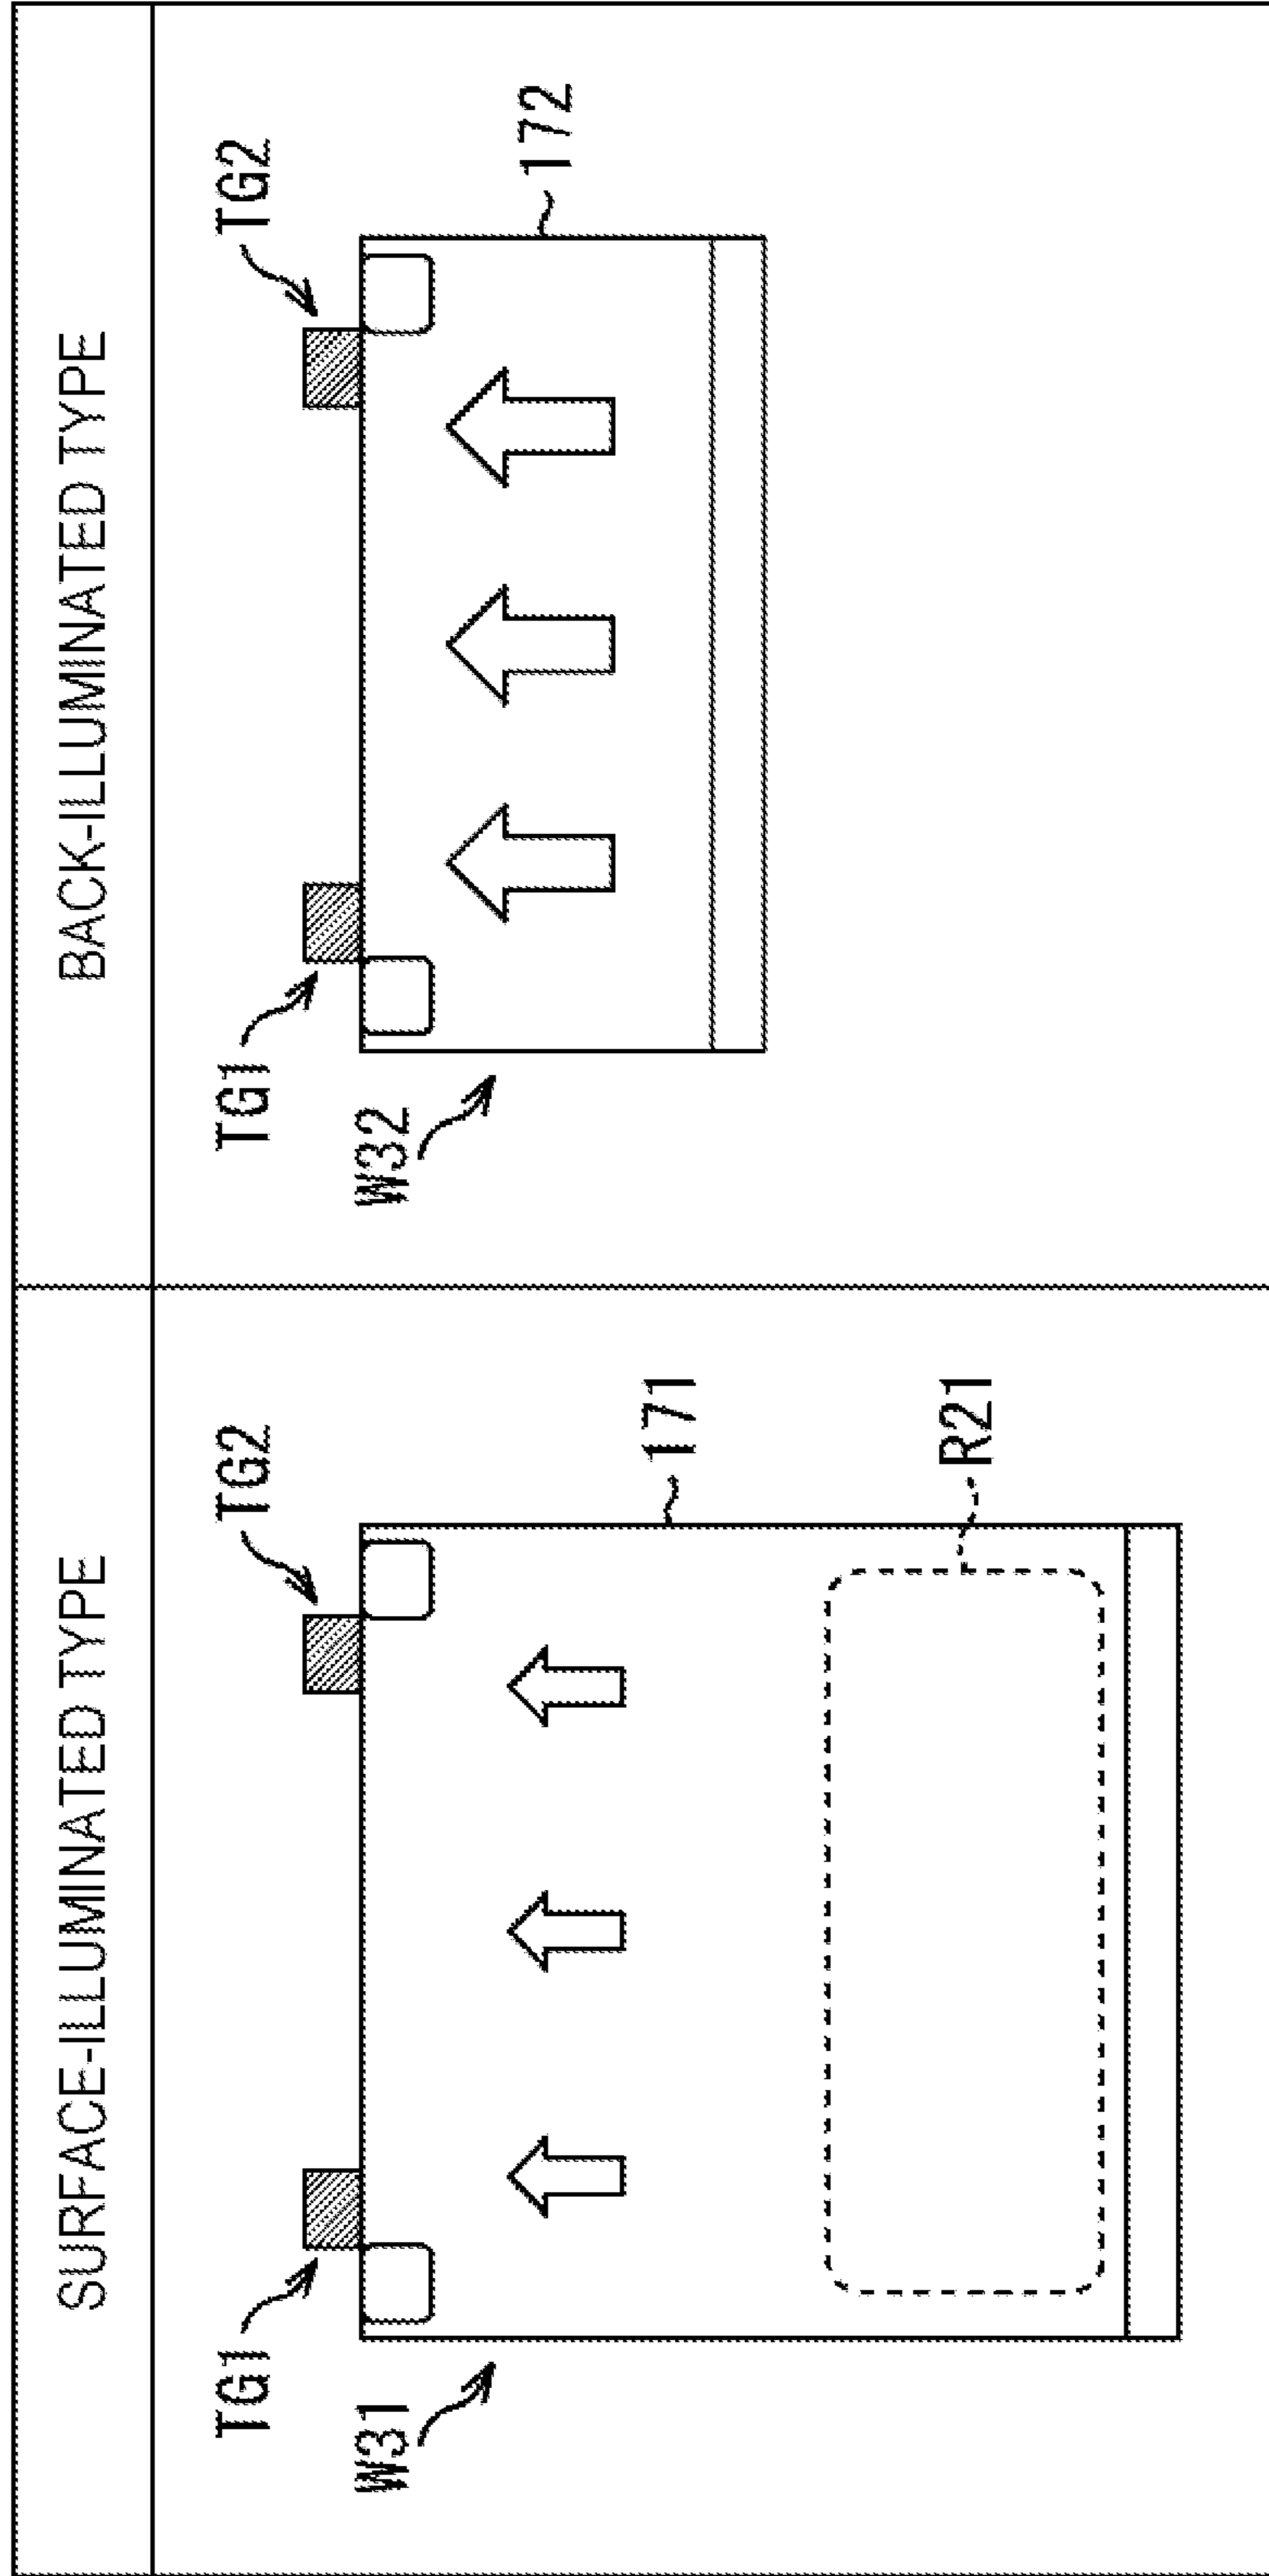 SURFACE-ILLUMINATED TYPE
BACK-ILLUMINATED TYPE
TG1
TG2
W31
171
R21
TG1
TG2
W32
172